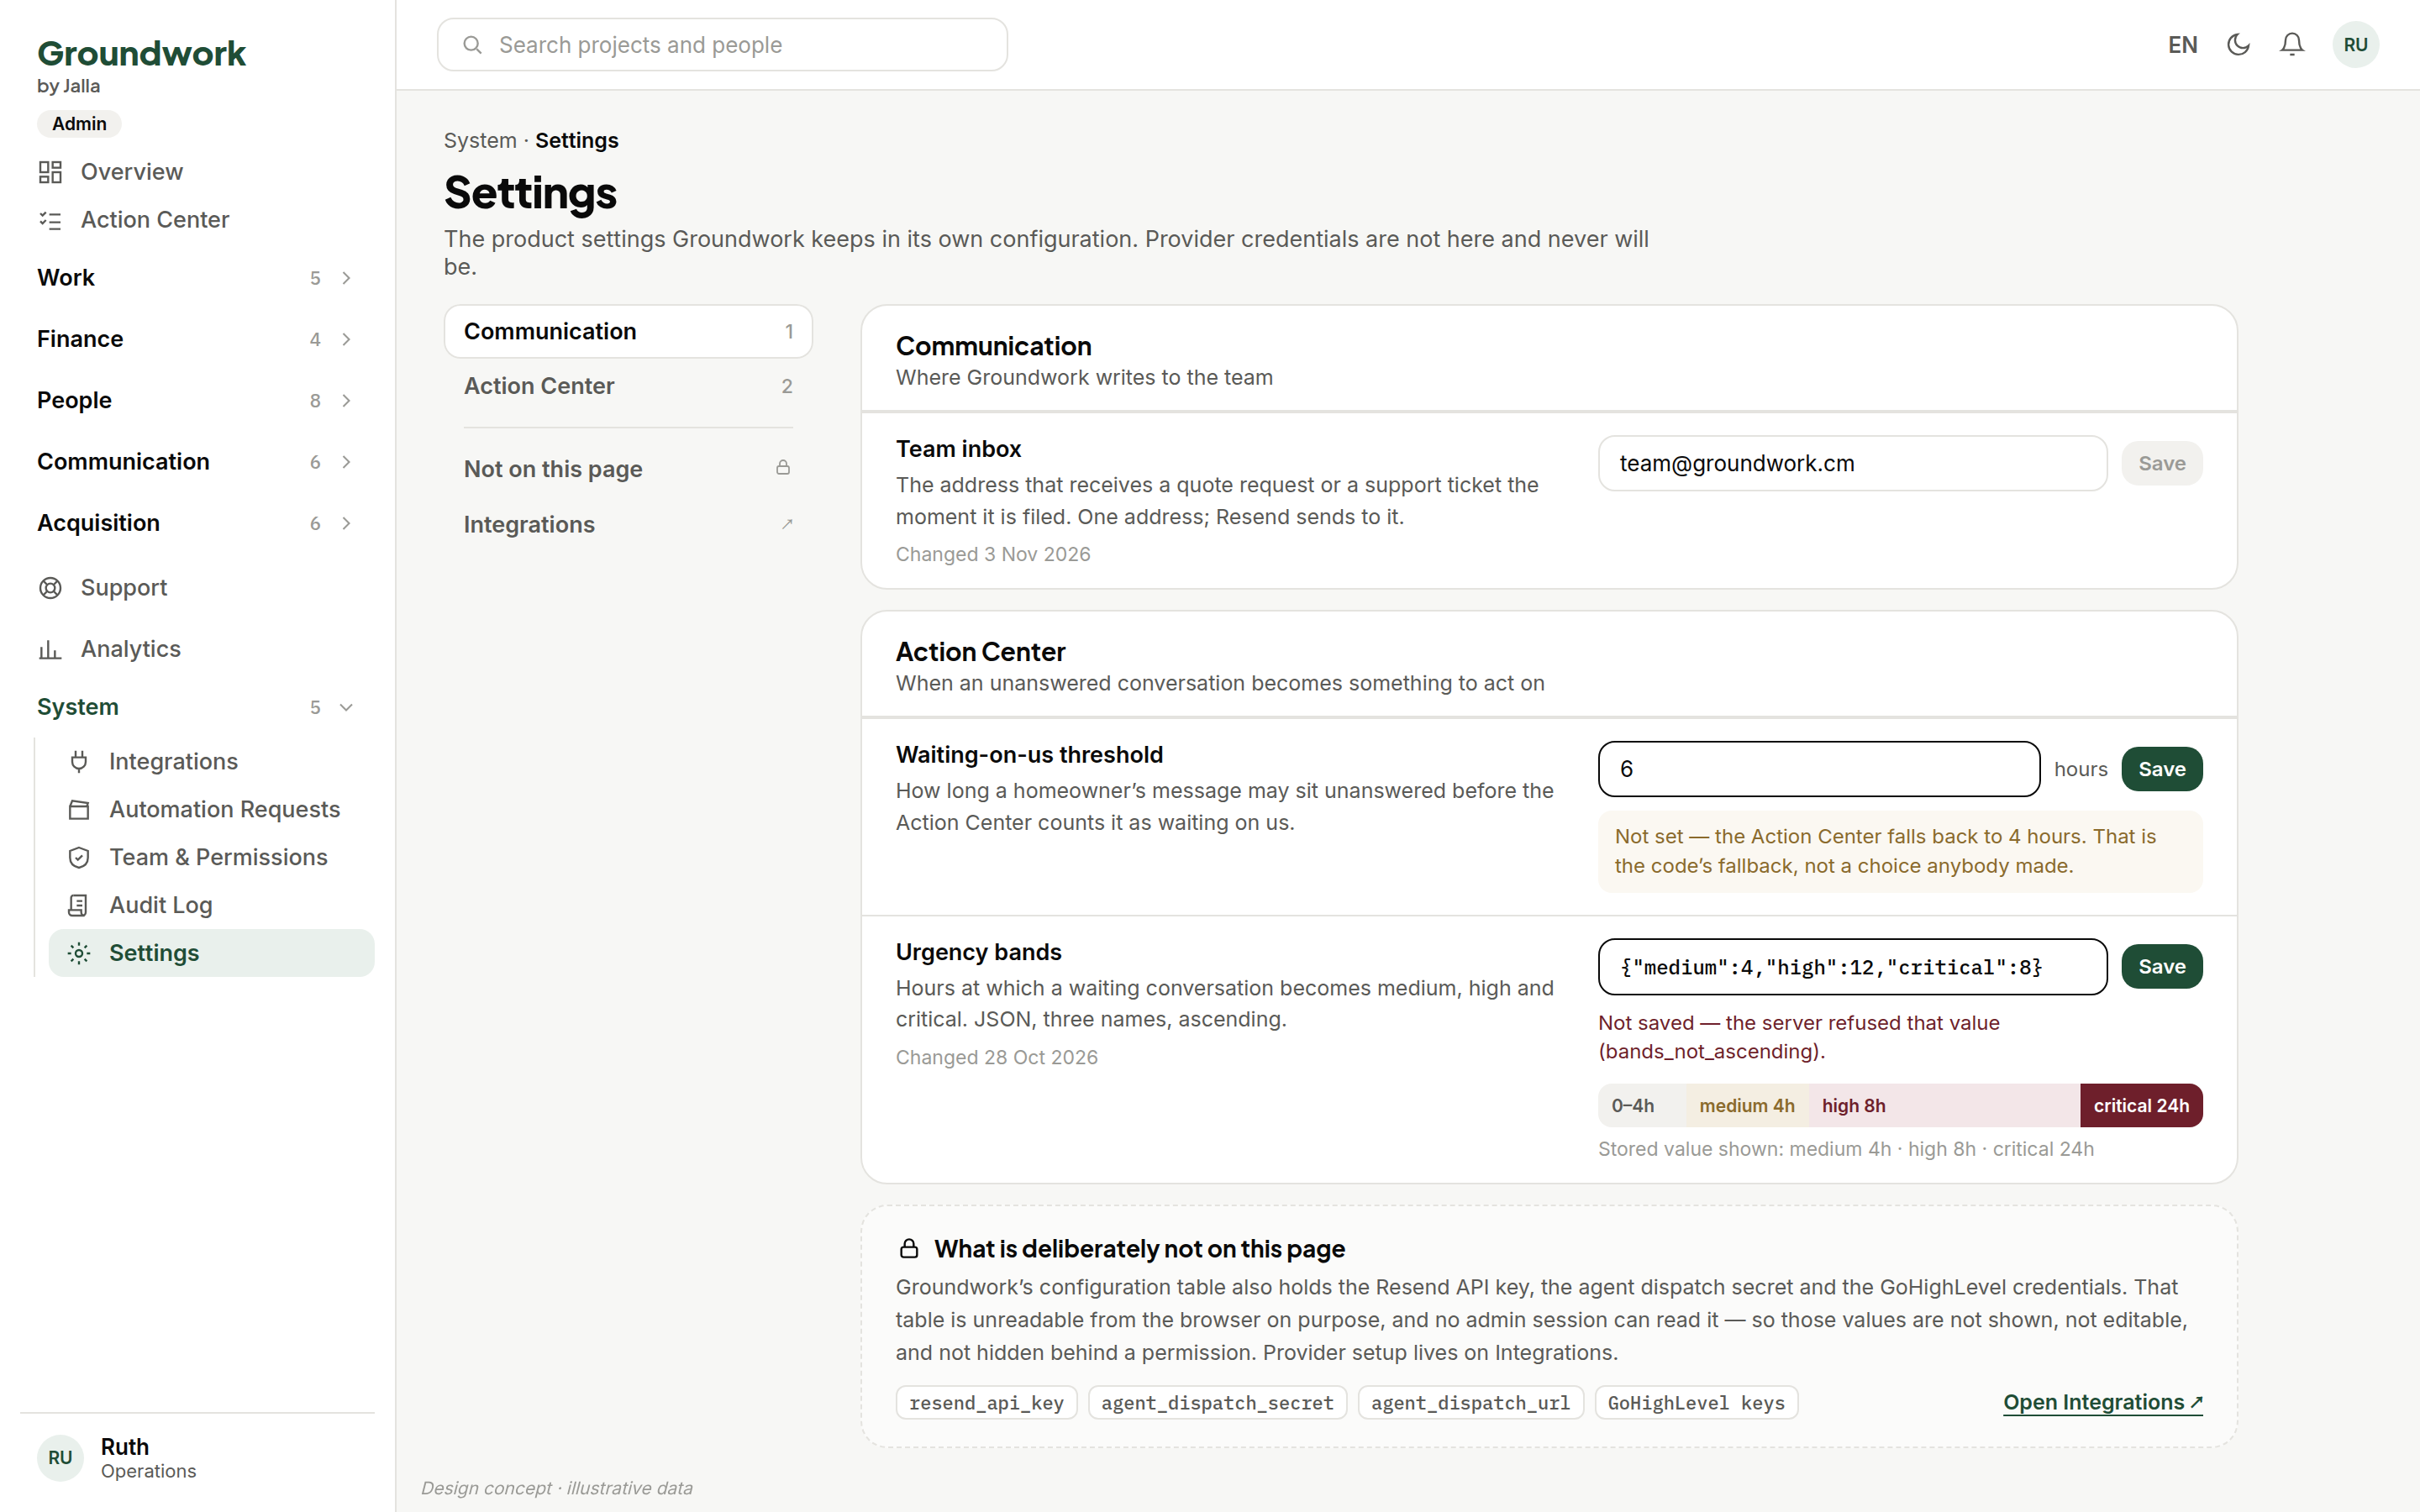 Groundwork
by Jalla
Admin
Overview
Action Center
Work 5
Finance 4
People 8
Communication 6
Acquisition 6
Support
Analytics
System 5
Integrations
Automation Requests
Team & Permissions
Audit Log
Settings
RU
Ruth
Operations
Search projects and people
EN
RU
System · Settings
Settings
The product settings Groundwork keeps in its own configuration. Provider credentials are not here and never will
be.
Communication 1
Action Center 2
Not on this page
Integrations ↗
Communication
Where Groundwork writes to the team
Team inbox
The address that receives a quote request or a support ticket the
moment it is filed. One address; Resend sends to it.
Changed 3 Nov 2026
team@groundwork.cm
Save
Action Center
When an unanswered conversation becomes something to act on
Waiting-on-us threshold
How long a homeowner’s message may sit unanswered before the
Action Center counts it as waiting on us.
6
hours
Save
Not set — the Action Center falls back to 4 hours. That is
the code’s fallback, not a choice anybody made.
Urgency bands
Hours at which a waiting conversation becomes medium, high and
critical. JSON, three names, ascending.
Changed 28 Oct 2026
{"medium":4,"high":12,"critical":8}
Save
Not saved — the server refused that value
(bands_not_ascending).
0–4h medium 4h high 8h critical 24h
Stored value shown: medium 4h · high 8h · critical 24h
What is deliberately not on this page
Groundwork’s configuration table also holds the Resend API key, the agent dispatch secret and the GoHighLevel credentials. That
table is unreadable from the browser on purpose, and no admin session can read it — so those values are not shown, not editable,
and not hidden behind a permission. Provider setup lives on Integrations.
resend_api_key agent_dispatch_secret agent_dispatch_url GoHighLevel keys
Open Integrations ↗
Design concept · illustrative data